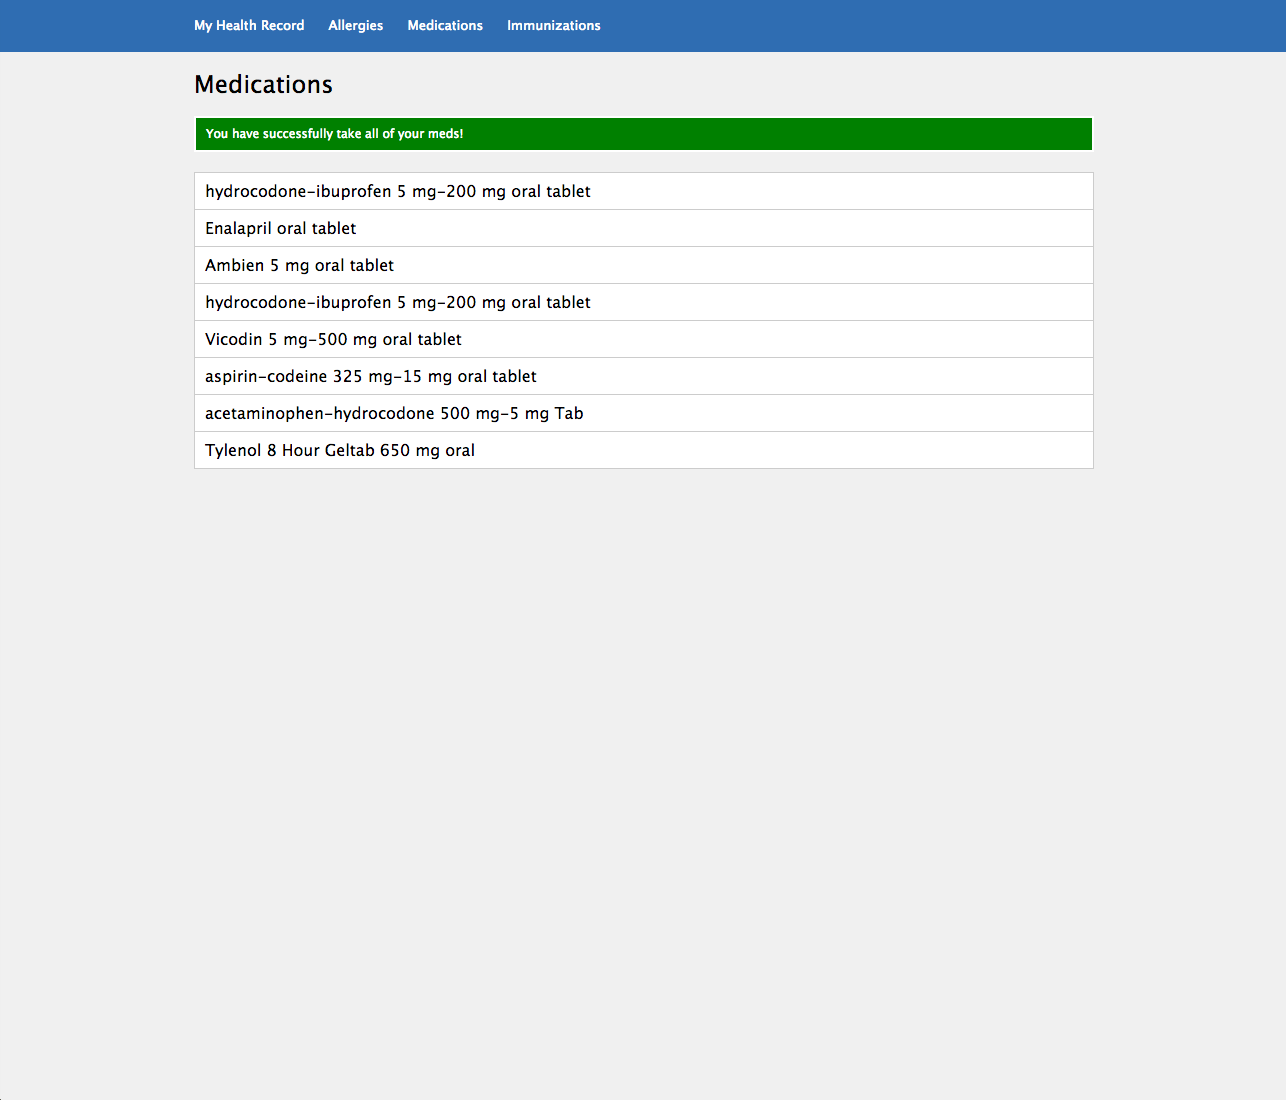 My Health Record Allergies Medications Immunizations
Medications
You have successfully take all of your meds!
hydrocodone-ibuprofen 5 mg-200 mg oral tablet
Enalapril oral tablet
Ambien 5 mg oral tablet
hydrocodone-ibuprofen 5 mg-200 mg oral tablet
Vicodin 5 mg-500 mg oral tablet
aspirin-codeine 325 mg-15 mg oral tablet
acetaminophen-hydrocodone 500 mg-5 mg Tab
Tylenol 8 Hour Geltab 650 mg oral